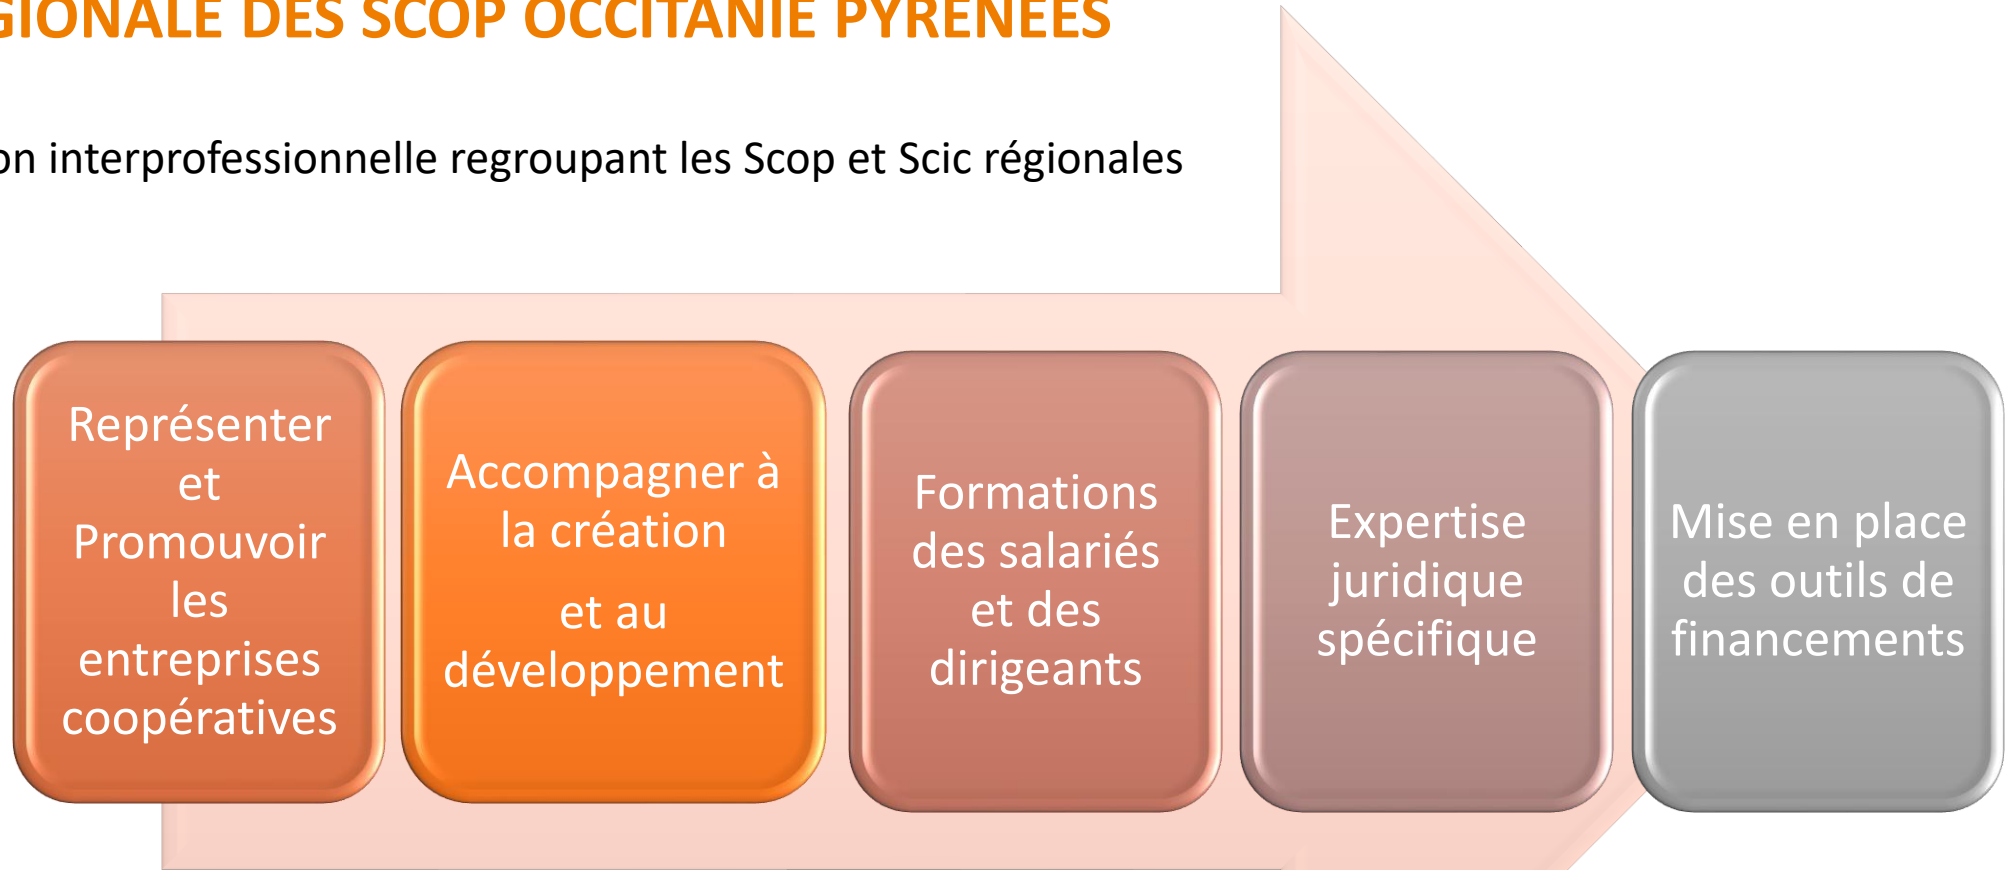 GIONALE DES SCOP OCCITANIE PYRENEES
on interprofessionnelle regroupant les Scop et Scic régionales
Représenter
et
Promouvoir
les
entreprises
coopératives
Accompagner à
la création
et au
développement
Formations
des salariés
et des
dirigeants
Expertise
juridique
spécifique
Mise en place
des outils de
financements